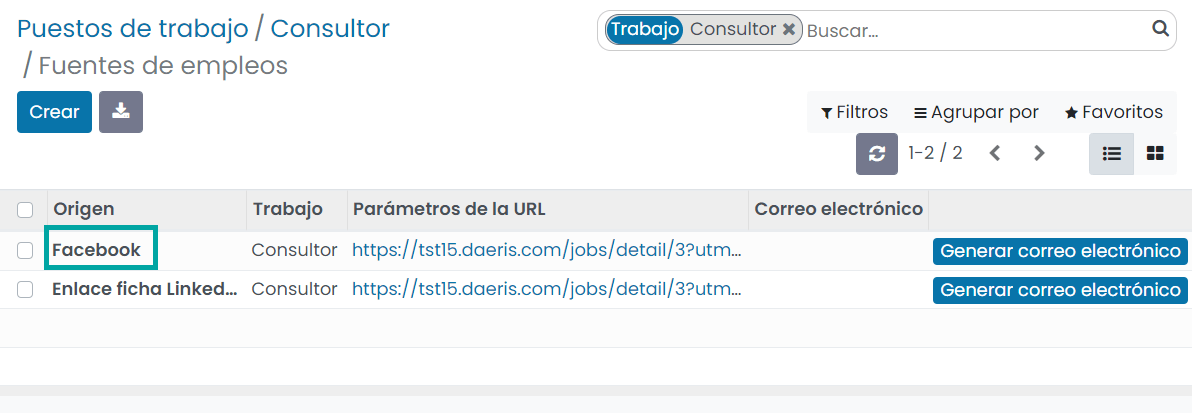 Puestos de trabajo / Consultor
/ Fuentes de empleos
Trabajo Consultor Buscar...
Crear
Filtros Agrupar por Favoritos
1-2 / 2
Origen Trabajo Parámetros de la URL Correo electrónico
Facebook Consultor https://tst15.daeris.com/jobs/detail/3?utm... Generar correo electrónico
Enlace ficha Linked... Consultor https://tst15.daeris.com/jobs/detail/3?utm... Generar correo electrónico